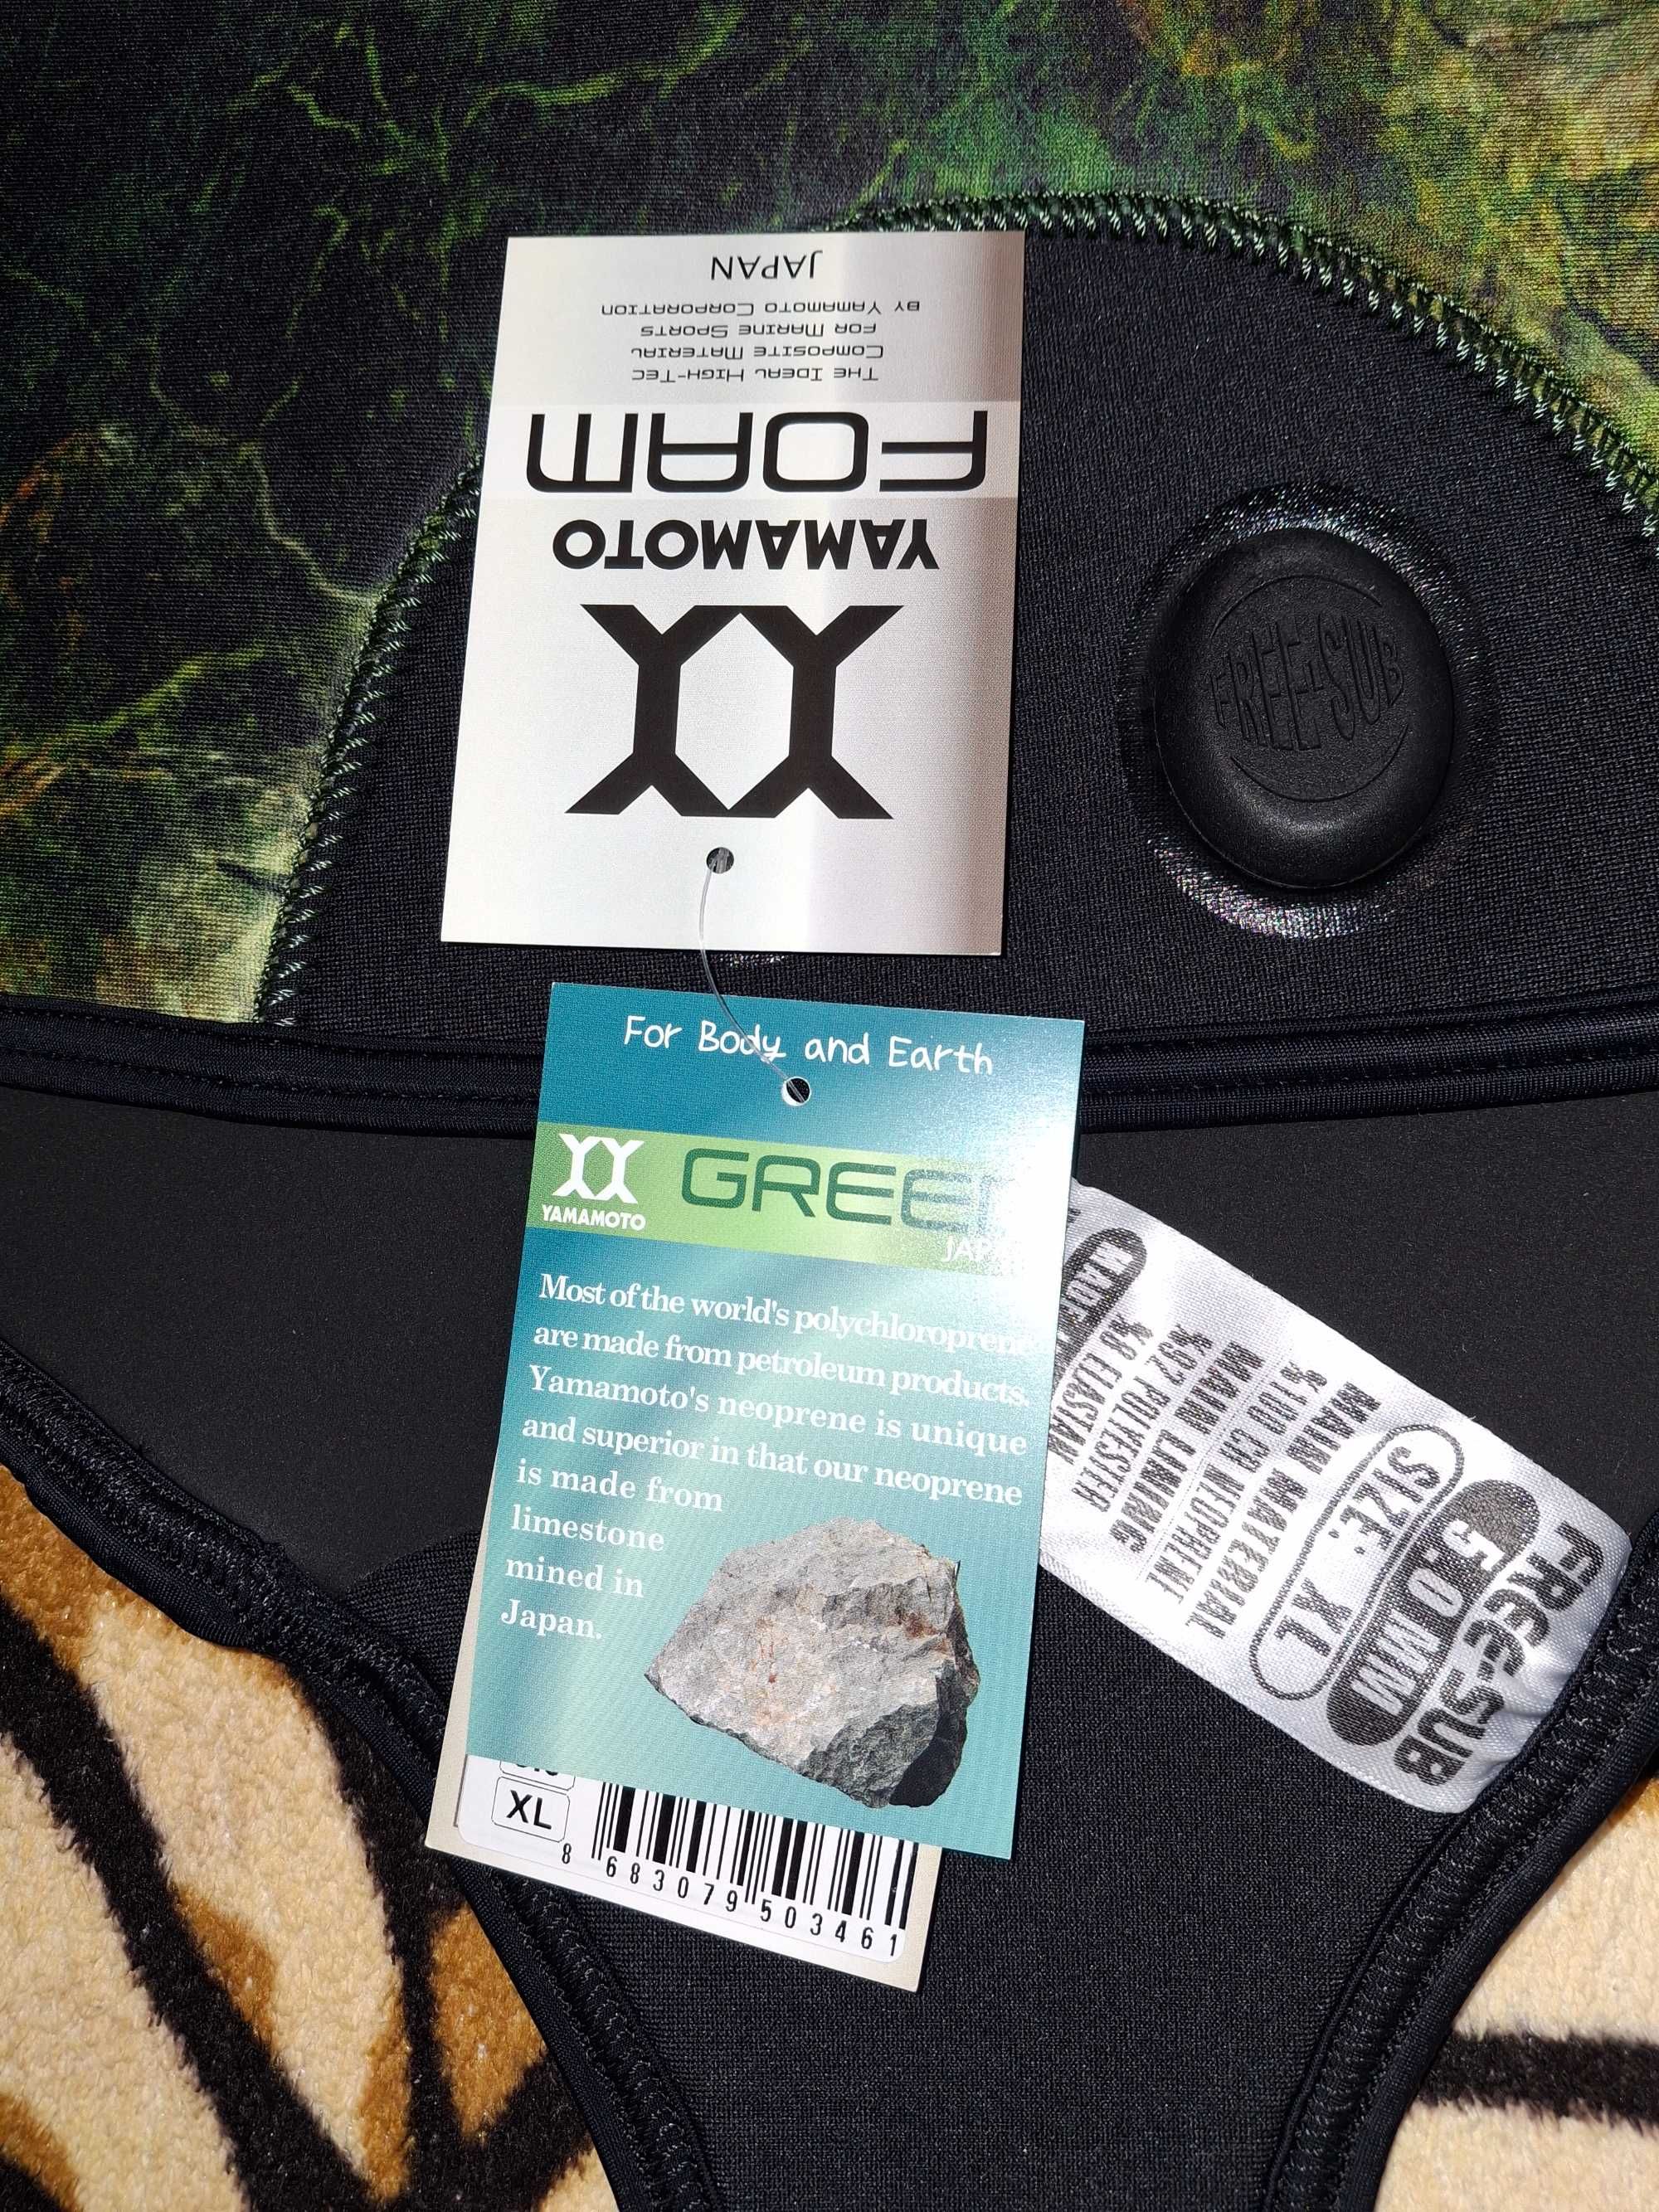 YAMAMOTO
FOAM
THE IDEAL HIGH-TEC
COMPOSITE MATERIAL
FOR MARINE SPORTS
BY YAMAMOTO CORPORATION
JAPAN
FREE-SUB
For Body and Earth
YAMAMOTO
GREEN
JAPAN
Most of the world's polychloroprene
are made from petroleum products.
Yamamoto's neoprene is unique
and superior in that our neoprene
is made from
limestone
mined in
Japan.
XL
8 683079 503461
FREE-SUB
5.0 MM
SIZE: XL
MAIN MATERIAL
%100 CR NEOPRENE
MAIN LINING
%92 POLYESTER
%8 ELASTAN